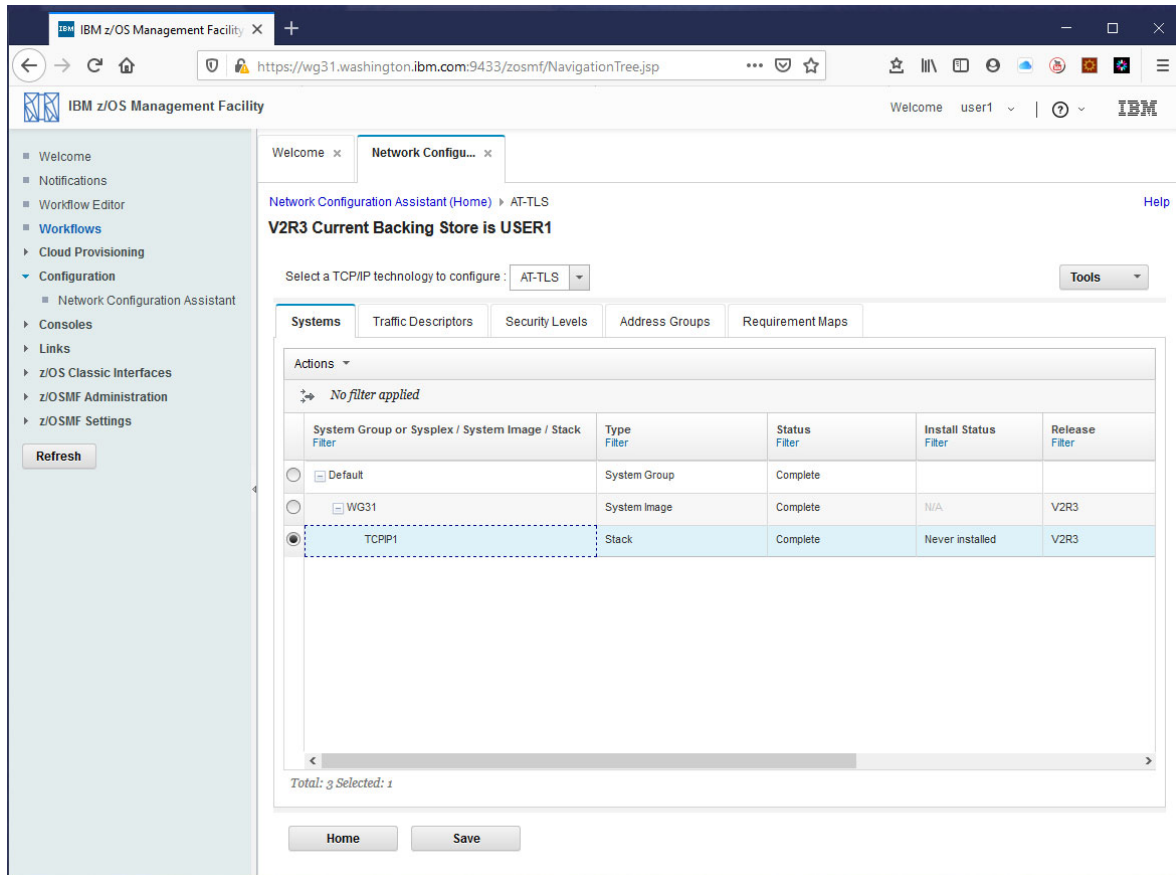 IBM IBM z/OS Management Facility
https://wg31.washington.ibm.com:9433/zosmf/NavigationTree.jsp
IBM z/OS Management Facility
Welcome user1
IBM
Welcome
Notifications
Workflow Editor
Workflows
Cloud Provisioning
Configuration
Network Configuration Assistant
Consoles
Links
z/OS Classic Interfaces
z/OSMF Administration
z/OSMF Settings
Refresh
Welcome
Network Configu...
Network Configuration Assistant (Home) AT-TLS
Help
V2R3 Current Backing Store is USER1
Select a TCP/IP technology to configure : AT-TLS
Tools
Systems Traffic Descriptors Security Levels Address Groups Requirement Maps
Actions
No filter applied
System Group or Sysplex / System Image / Stack Type Status Install Status Release
Filter Filter Filter Filter Filter
Default System Group Complete
WG31 System Image Complete N/A V2R3
TCPIP1 Stack Complete Never installed V2R3
Total: 3 Selected: 1
Home Save